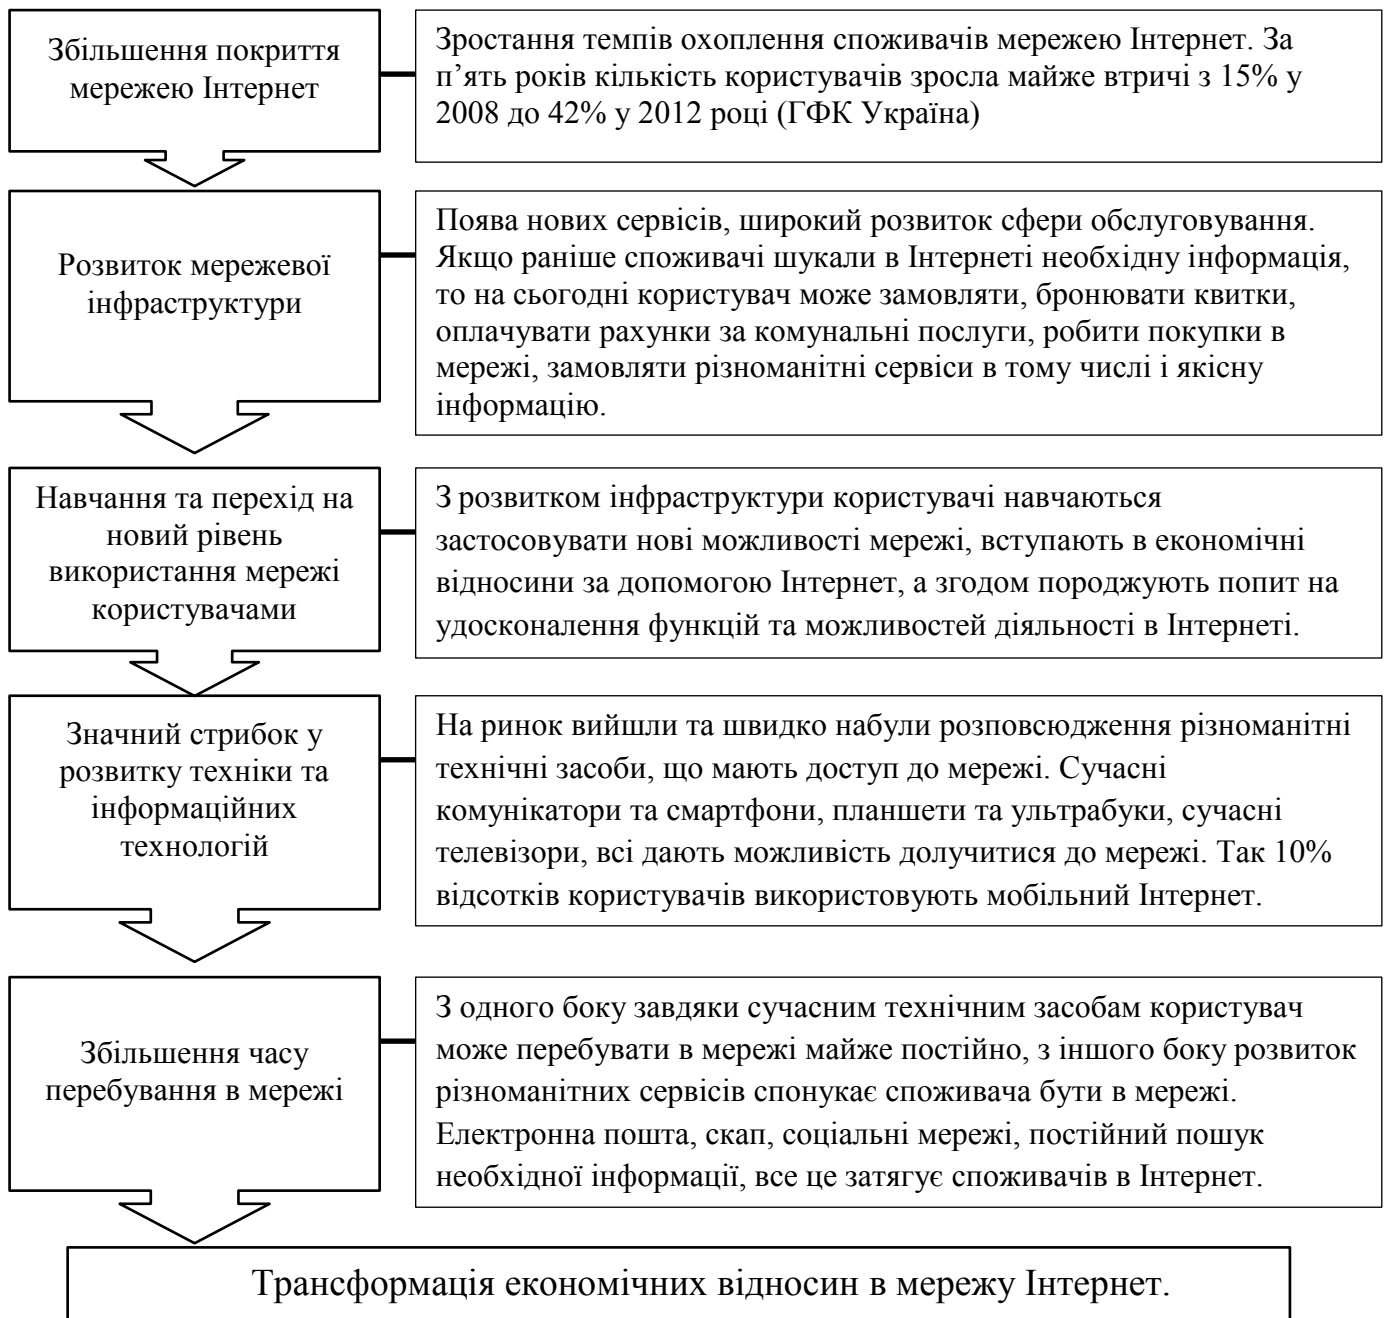 Збільшення покриття
мережею Інтернет
Зростання темпів охоплення споживачів мережею Інтернет. За
п’ять років кількість користувачів зросла майже втричі з 15% у
2008 до 42% у 2012 році (ГФК Україна)
Розвиток мережевої
інфраструктури
Поява нових сервісів, широкий розвиток сфери обслуговування.
Якщо раніше споживачі шукали в Інтернеті необхідну інформація,
то на сьогодні користувач може замовляти, бронювати квитки,
оплачувати рахунки за комунальні послуги, робити покупки в
мережі, замовляти різноманітні сервіси в тому числі і якісну
інформацію.
Навчання та перехід на
новий рівень
використання мережі
користувачами
З розвитком інфраструктури користувачі навчаються
застосовувати нові можливості мережі, вступають в економічні
відносини за допомогою Інтернет, а згодом породжують попит на
удосконалення функцій та можливостей діяльності в Інтернеті.
Значний стрибок у
розвитку техніки та
інформаційних
технологій
На ринок вийшли та швидко набули розповсюдження різноманітні
технічні засоби, що мають доступ до мережі. Сучасні
комунікатори та смартфони, планшети та ультрабуки, сучасні
телевізори, всі дають можливість долучитися до мережі. Так 10%
відсотків користувачів використовують мобільний Інтернет.
Збільшення часу
перебування в мережі
З одного боку завдяки сучасним технічним засобам користувач
може перебувати в мережі майже постійно, з іншого боку розвиток
різноманітних сервісів спонукає споживача бути в мережі.
Електронна пошта, скап, соціальні мережі, постійний пошук
необхідної інформації, все це затягує споживачів в Інтернет.
Трансформація економічних відносин в мережу Інтернет.